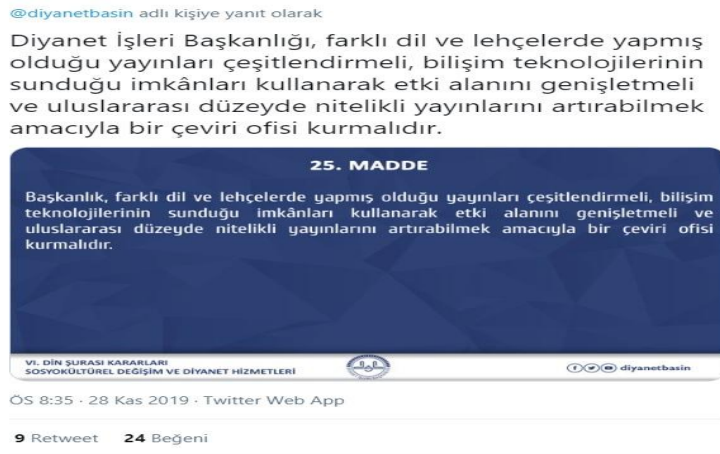 @diyanetbasin adlı kişiye yanıt olarak
Diyanet İşleri Başkanlığı, farklı dil ve lehçelerde yapmış
olduğu yayınları çeşitlendirmeli, bilişim teknolojilerinin
sunduğu imkânları kullanarak etki alanını genişletmeli
ve uluslararası düzeyde nitelikli yayınlarını artırabilmek
amacıyla bir çeviri ofisi kurmalıdır.
25. MADDE
Başkanlık, farklı dil ve lehçelerde yapmış olduğu yayınları çeşitlendirmeli, bilişim
teknolojilerinin sunduğu imkânları kullanarak etki alanını genişletmeli ve
uluslararası düzeyde nitelikli yayınlarını artırabilmek amacıyla bir çeviri ofisi
kurmalıdır.
VI. DİN ŞURASI KARARLARI
SOSYOKÜLTÜREL DEĞİŞİM VE DİYANET HİZMETLERİ
diyanetbasin
ÖS 8:35 · 28 Kas 2019 · Twitter Web App
9 Retweet 24 Beğeni